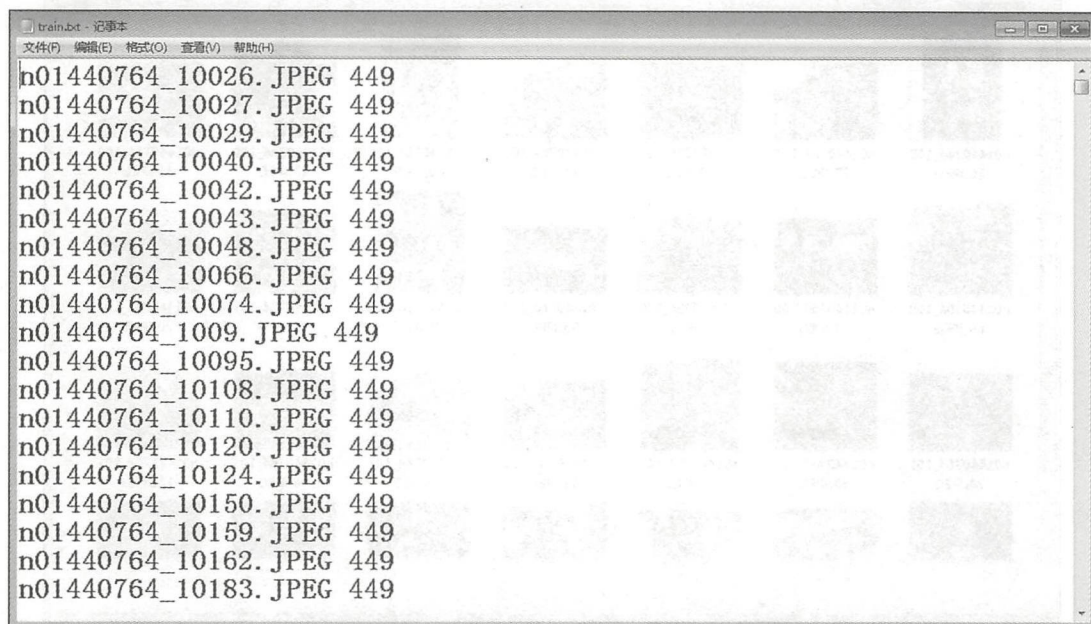 train.txt - 记事本
文件(F) 编辑(E) 格式(O) 查看(V) 帮助(H)
n01440764_10026.JPEG 449
n01440764_10027.JPEG 449
n01440764_10029.JPEG 449
n01440764_10040.JPEG 449
n01440764_10042.JPEG 449
n01440764_10043.JPEG 449
n01440764_10048.JPEG 449
n01440764_10066.JPEG 449
n01440764_10074.JPEG 449
n01440764_1009.JPEG 449
n01440764_10095.JPEG 449
n01440764_10108.JPEG 449
n01440764_10110.JPEG 449
n01440764_10120.JPEG 449
n01440764_10124.JPEG 449
n01440764_10150.JPEG 449
n01440764_10159.JPEG 449
n01440764_10162.JPEG 449
n01440764_10183.JPEG 449